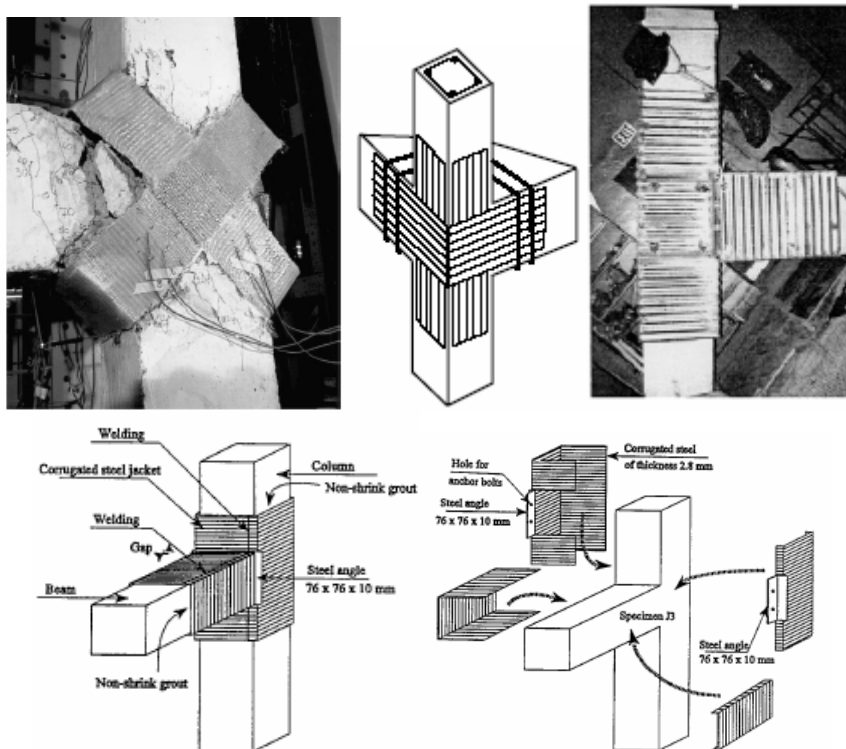 Welding
Corrugated steel jacket
Welding
Gap
Beam
Non-shrink grout
Column
Non-shrink grout
Steel angle
76 x 76 x 10 mm
Hole for
anchor bolts
Steel angle
76 x 76 x 10 mm
Corrugated steel
of thickness 2.8 mm
Specimen J3
Steel angle
76 x 76 x 10 mm